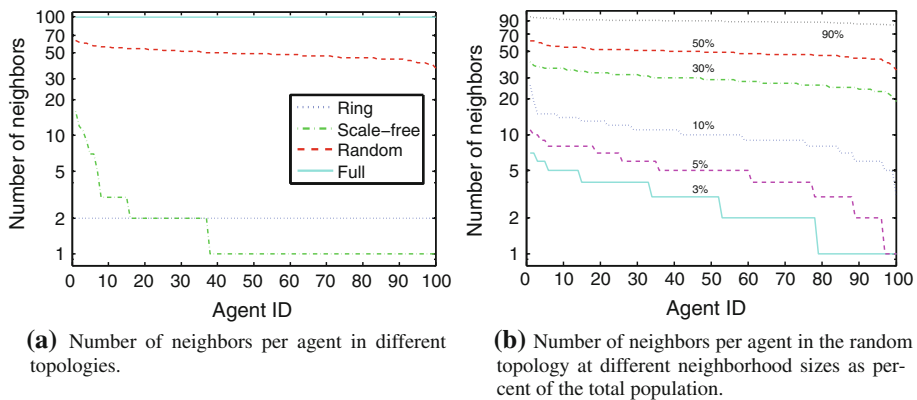 Number of neighbors
100
70
50
30
20
10
5
3
2
1
0 10 20 30 40 50 60 70 80 90 100
Agent ID
Ring
Scale-free
Random
Full
(a) Number of neighbors per agent in different
topologies.
Number of neighbors
90
70
50
30
20
10
5
2
1
0 10 20 30 40 50 60 70 80 90 100
Agent ID
90%
50%
30%
10%
5%
3%
(b) Number of neighbors per agent in the random
topology at different neighborhood sizes as per-
cent of the total population.